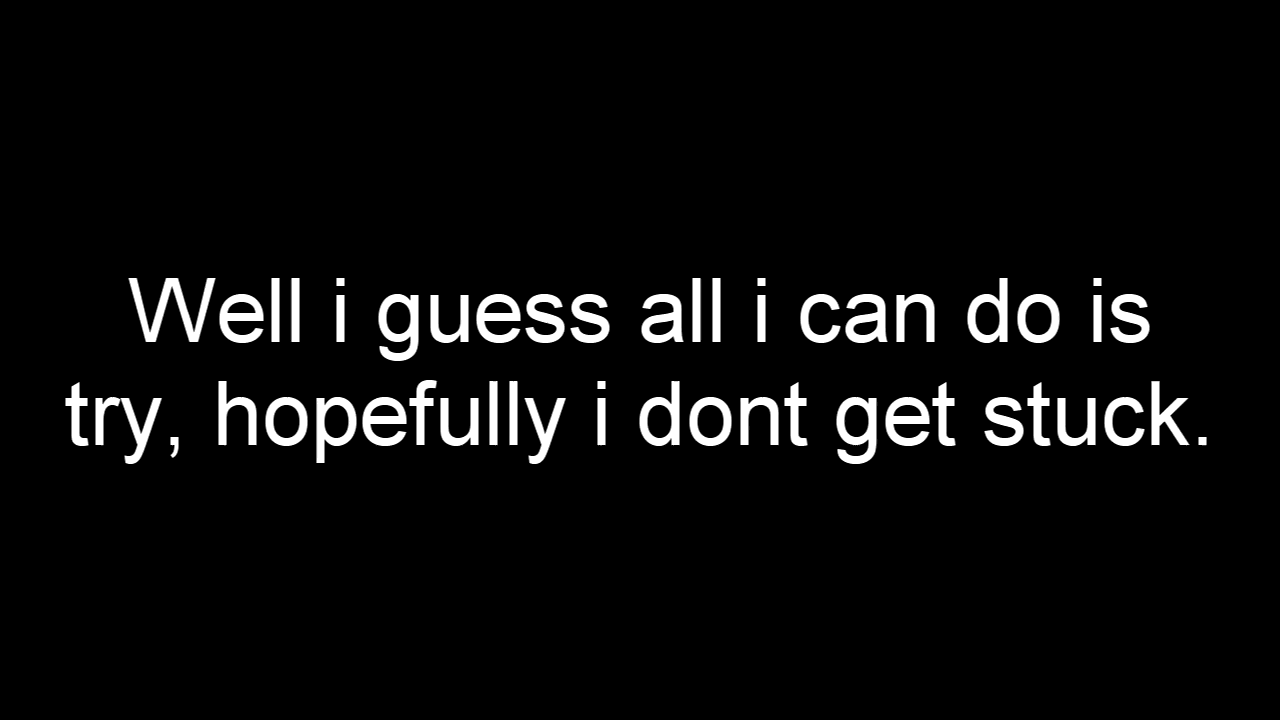 Well i guess all i can do is
try, hopefully i dont get stuck.